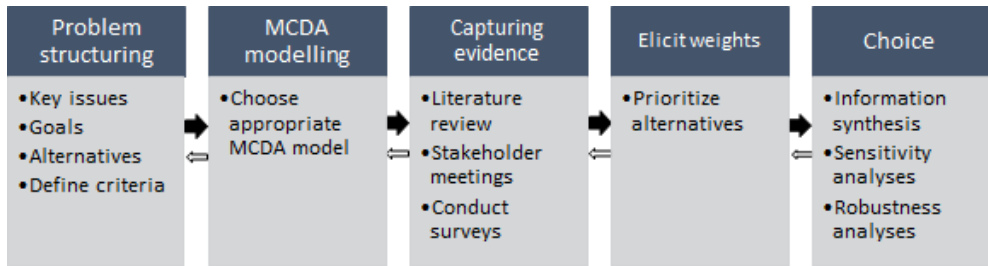 Problem
structuring
•Key issues
•Goals
•Alternatives
•Define criteria
MCDA
modelling
•Choose
appropriate
MCDA model
Capturing
evidence
•Literature
review
•Stakeholder
meetings
•Conduct
surveys
Elicit weights
•Prioritize
alternatives
Choice
•Information
synthesis
•Sensitivity
analyses
•Robustness
analyses